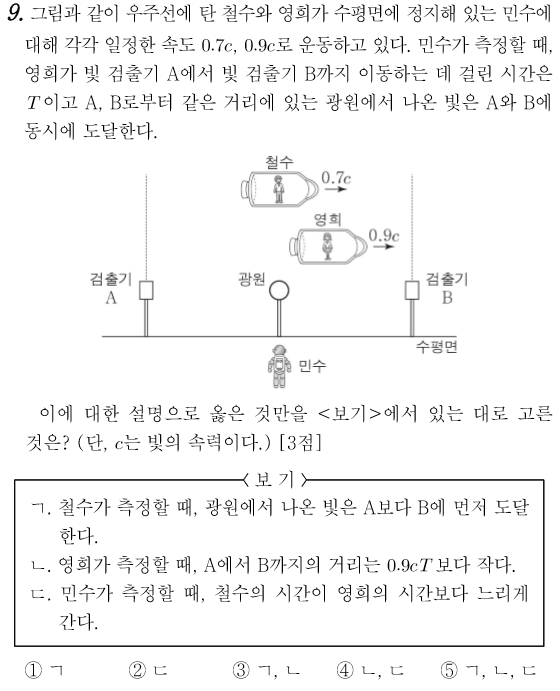 9. 그림과 같이 우주선에 탄 철수와 영희가 수평면에 정지해 있는 민수에
대해 각각 일정한 속도 0.7c, 0.9c로 운동하고 있다. 민수가 측정할 때,
영희가 빛 검출기 A에서 빛 검출기 B까지 이동하는 데 걸린 시간은
T이고 A, B로부터 같은 거리에 있는 광원에서 나온 빛은 A와 B에
동시에 도달한다.
철수
0.7c
영희
0.9c
검출기
A
광원
검출기
B
수평면
민수
이에 대한 설명으로 옳은 것만을 <보기>에서 있는 대로 고른
것은? (단, c는 빛의 속력이다.) [3점]
<보 기>
ㄱ. 철수가 측정할 때, 광원에서 나온 빛은 A보다 B에 먼저 도달
한다.
ㄴ. 영희가 측정할 때, A에서 B까지의 거리는 0.9cT보다 작다.
ㄷ. 민수가 측정할 때, 철수의 시간이 영희의 시간보다 느리게
간다.
① ㄱ ② ㄷ ③ ㄱ, ㄴ ④ ㄴ, ㄷ ⑤ ㄱ, ㄴ, ㄷ